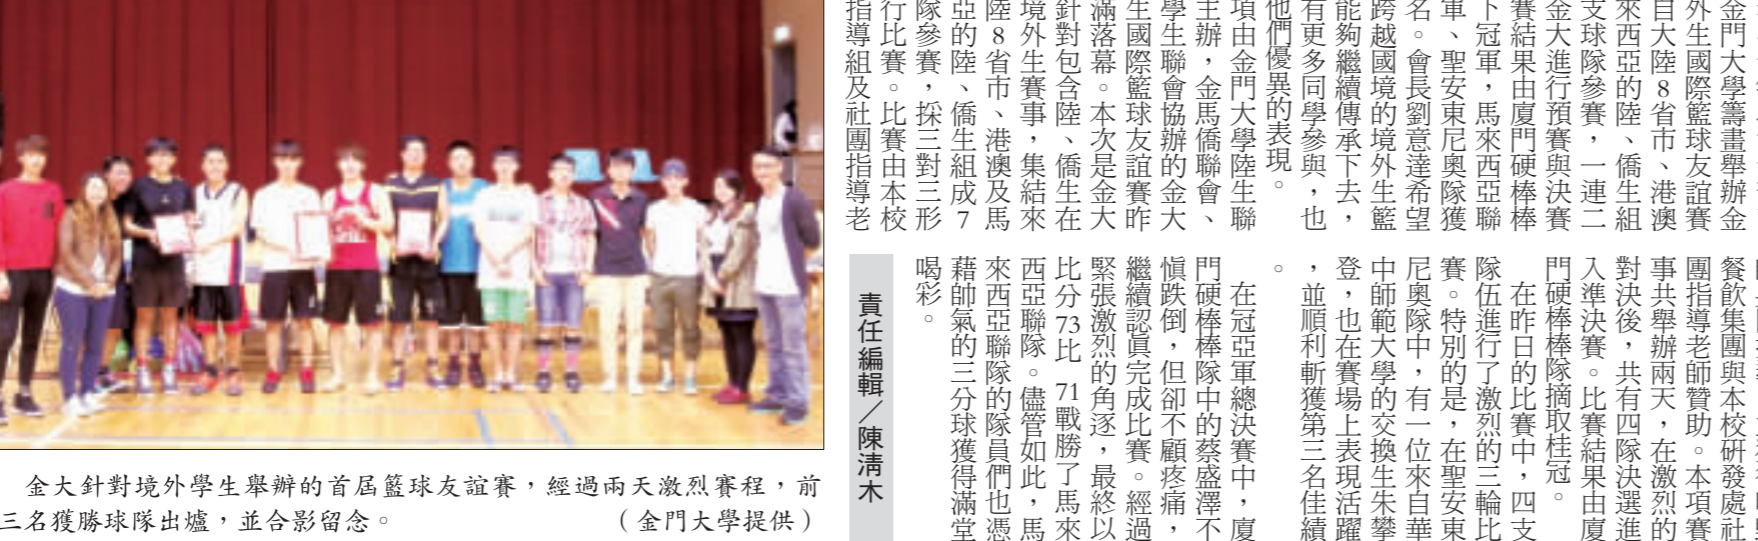 金門大學籌畫舉辦金
外生國際籃球友誼賽
自大陸8省市、港澳
來西亞的陸、僑生組
支球隊參賽，一連二
金大進行預賽與決賽
賽結果由廈門硬棒棒
下冠軍，馬來西亞聯
軍、聖安東尼奧隊獲
名。會長劉意達希望
跨越國境的境外生籃
能夠繼續傳承下去，
有更多同學參與，也
他們優異的表現。
項由金門大學陸生聯
主辦，金馬僑聯會、
學生聯會協辦的金大
生國際籃球友誼賽昨
滿落幕。本次是金大
針對包含陸、僑生在
境外生賽事，集結來
陸8省市、港澳及馬
亞的陸、僑生組成7
隊參賽，採三對三形
行比賽。比賽由本校
指導組及社團指導老
餐飲集團與本校研發處社
團指導老師贊助。本項賽
事共舉辦兩天，在激烈的
對決後，共有四隊決選進
入準決賽。比賽結果由廈
門硬棒棒隊摘取桂冠。
在昨日的比賽中，四支
隊伍進行了激烈的三輪比
賽。特別的是，在聖安東
尼奧隊中，有一位來自華
中師範大學的交換生朱攀
登，也在賽場上表現活躍
，並順利斬獲第三名佳績
。
在冠亞軍總決賽中，廈
門硬棒棒隊中的蔡盛澤不
慎跌倒，但卻不顧疼痛，
繼續認眞完成比賽。經過
緊張激烈的角逐，最終以
比分73比71戰勝了馬來
西亞聯隊。儘管如此，馬
來西亞聯隊的隊員們也憑
藉帥氣的三分球獲得滿堂
喝彩。
責任編輯／陳淸木
金大針對境外學生舉辦的首屆籃球友誼賽，經過兩天激烈賽程，前
三名獲勝球隊出爐，並合影留念。（金門大學提供）